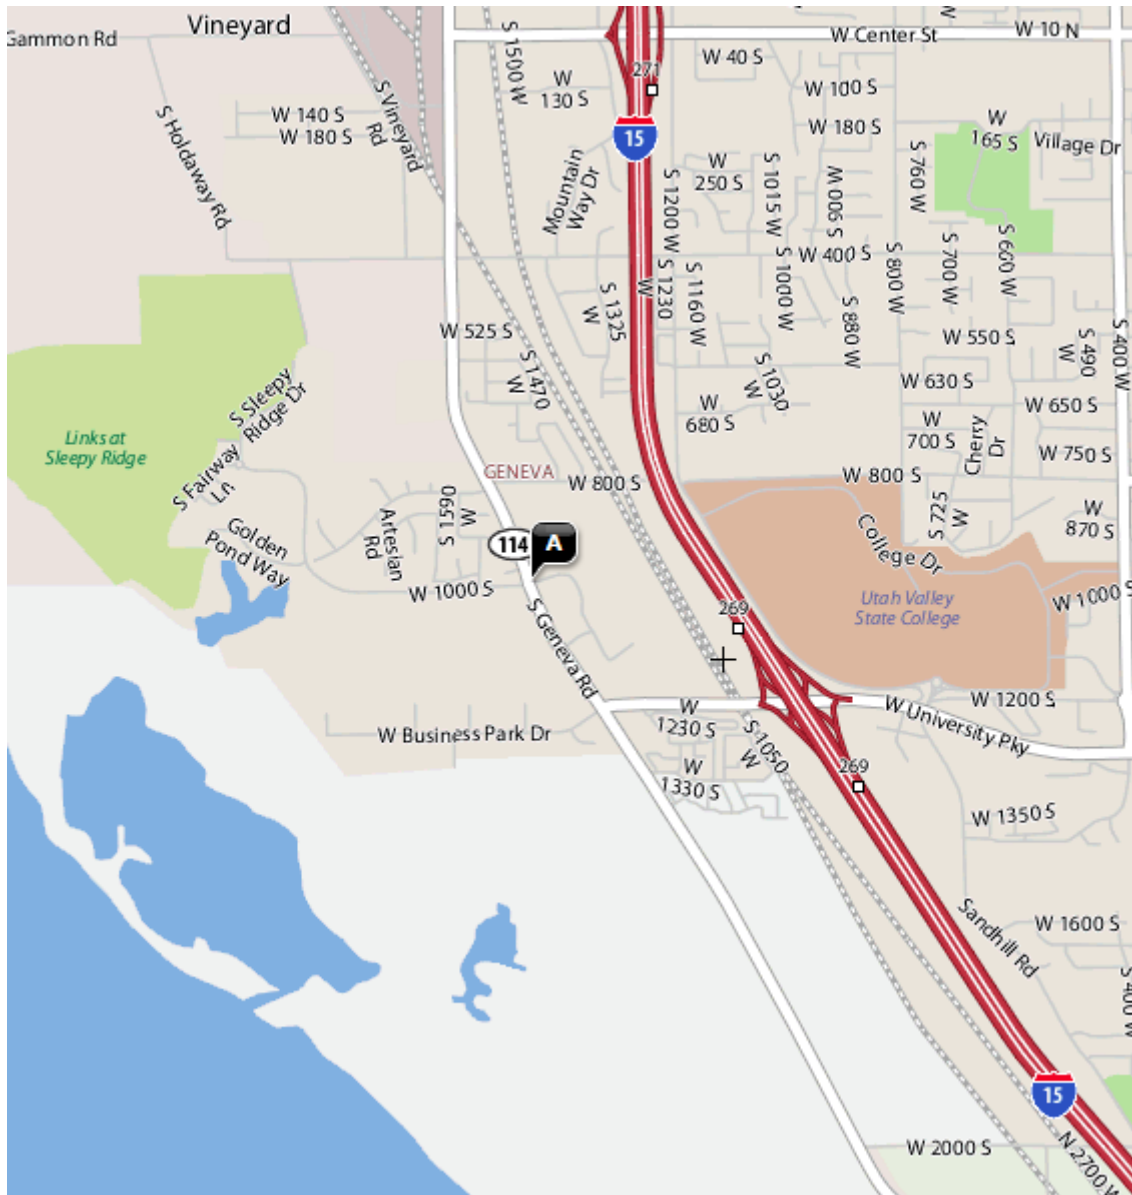 Vineyard
Gammon Rd
S 1500 W
W Center St
W 10 N
W 40 S
271
W
130 S
W 100 S
S Vineyard
Rd
W 140 S
W 180 S
S Holdaway Rd
15
W 180 S
W
165 S
Village Dr
Mountain
Way Dr
W
250 S
S 1200 W
S 1015 W
S 900 W
S 760 W
W 400 S
S 1000 W
S 800 W
S 700 W
S 660 W
S 1230
W
S 1160 W
S 1325
W
S 880 W
W 525 S
W 550 S
S 490
W
S 400 W
S 1470
W
S 1030
W
W 630 S
S Sleepy
Ridge Dr
W
680 S
W 650 S
W
700 S
Cherry
Dr
W 750 S
Links at
Sleepy Ridge
GENEVA
W 800 S
W 800 S
S Fairway
Ln
S 1590
W
Artesian
Rd
S 725
W
W
870 S
Golden
Pond Way
College Dr
114
A
W 1000 S
W 1000 S
Utah Valley
State College
269
S Geneva Rd
W 1200 S
W University Pky
W
1230 S
W Business Park Dr
S 1050
W
269
W
1330 S
W 1350 S
Sandhill Rd
W 1600 S
S 400 W
15
W 2000 S
N 2700 W